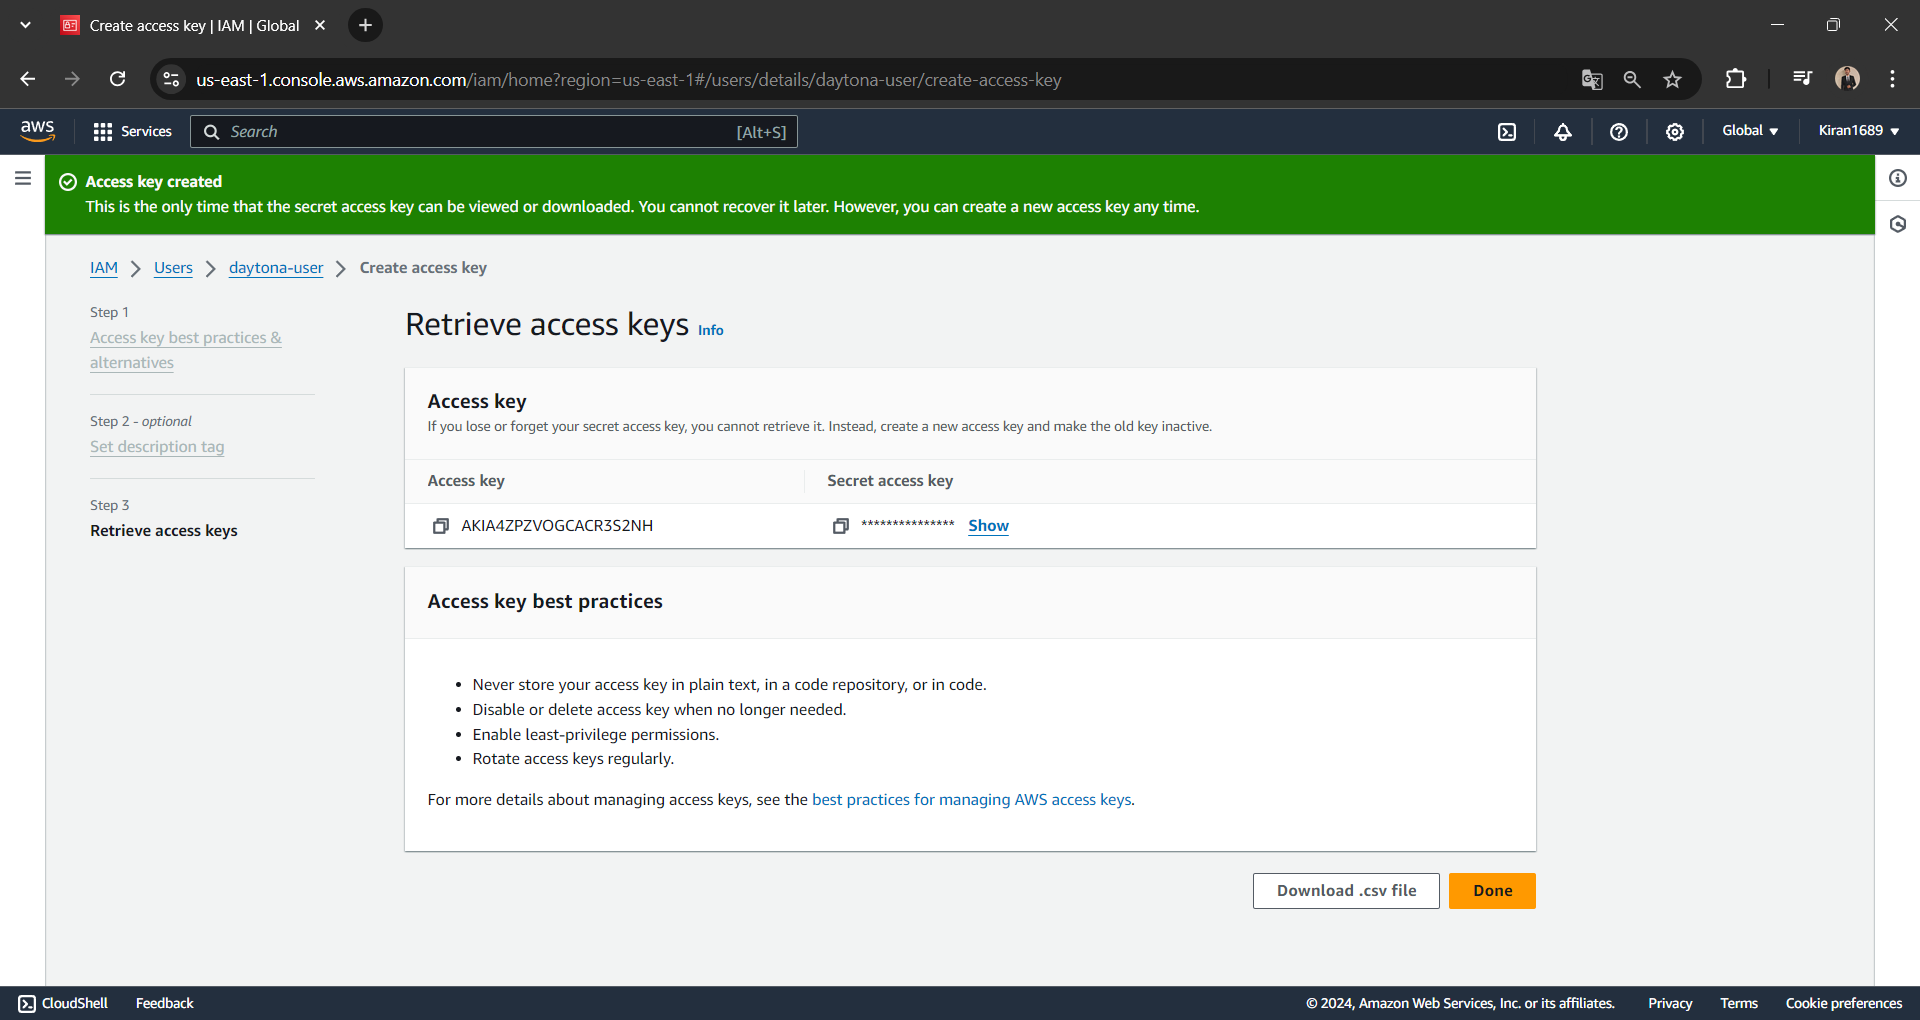 Create access key | IAM | Global
us-east-1.console.aws.amazon.com/iam/home?region=us-east-1#/users/details/daytona-user/create-access-key
aws
Services
Search
[Alt+S]
Global
Kiran1689
Access key created
This is the only time that the secret access key can be viewed or downloaded. You cannot recover it later. However, you can create a new access key any time.
IAM
Users
daytona-user
Create access key
Step 1
Access key best practices &
alternatives
Step 2 - optional
Set description tag
Step 3
Retrieve access keys
Retrieve access keys Info
Access key
If you lose or forget your secret access key, you cannot retrieve it. Instead, create a new access key and make the old key inactive.
Access key
Secret access key
AKIA4ZPZVOGCACR3S2NH
*************** Show
Access key best practices
• Never store your access key in plain text, in a code repository, or in code.
• Disable or delete access key when no longer needed.
• Enable least-privilege permissions.
• Rotate access keys regularly.
For more details about managing access keys, see the best practices for managing AWS access keys.
Download .csv file
Done
CloudShell
Feedback
© 2024, Amazon Web Services, Inc. or its affiliates.
Privacy
Terms
Cookie preferences